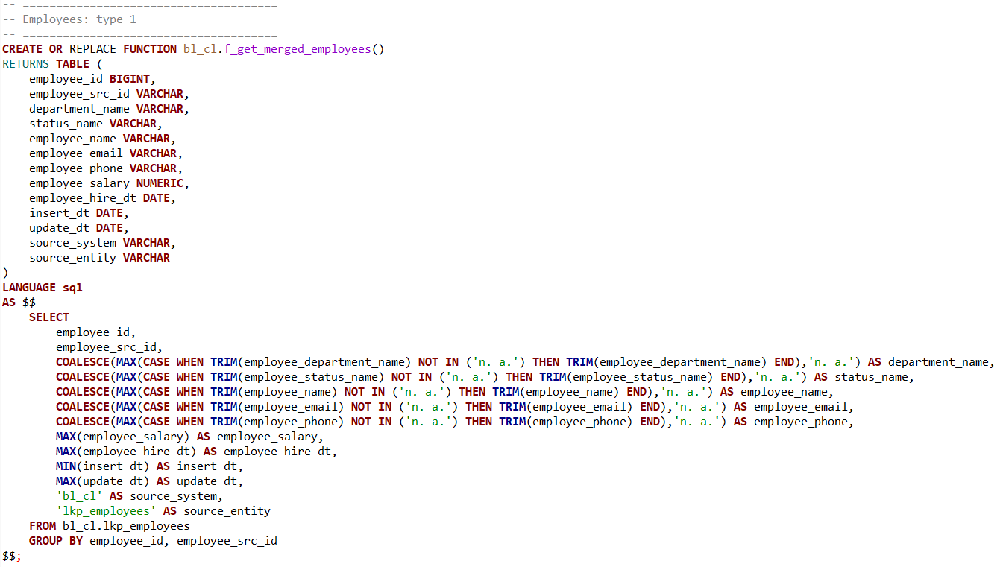 -- ======================================
-- Employees: type 1
-- ======================================
CREATE OR REPLACE FUNCTION bl_cl.f_get_merged_employees()
RETURNS TABLE (
    employee_id BIGINT,
    employee_src_id VARCHAR,
    department_name VARCHAR,
    status_name VARCHAR,
    employee_name VARCHAR,
    employee_email VARCHAR,
    employee_phone VARCHAR,
    employee_salary NUMERIC,
    employee_hire_dt DATE,
    insert_dt DATE,
    update_dt DATE,
    source_system VARCHAR,
    source_entity VARCHAR
)
LANGUAGE sql
AS $$
    SELECT
        employee_id,
        employee_src_id,
        COALESCE(MAX(CASE WHEN TRIM(employee_department_name) NOT IN ('n. a.') THEN TRIM(employee_department_name) END),'n. a.') AS department_name,
        COALESCE(MAX(CASE WHEN TRIM(employee_status_name) NOT IN ('n. a.') THEN TRIM(employee_status_name) END),'n. a.') AS status_name,
        COALESCE(MAX(CASE WHEN TRIM(employee_name) NOT IN ('n. a.') THEN TRIM(employee_name) END),'n. a.') AS employee_name,
        COALESCE(MAX(CASE WHEN TRIM(employee_email) NOT IN ('n. a.') THEN TRIM(employee_email) END),'n. a.') AS employee_email,
        COALESCE(MAX(CASE WHEN TRIM(employee_phone) NOT IN ('n. a.') THEN TRIM(employee_phone) END),'n. a.') AS employee_phone,
        MAX(employee_salary) AS employee_salary,
        MAX(employee_hire_dt) AS employee_hire_dt,
        MIN(insert_dt) AS insert_dt,
        MAX(update_dt) AS update_dt,
        'bl_cl' AS source_system,
        'lkp_employees' AS source_entity
    FROM bl_cl.lkp_employees
    GROUP BY employee_id, employee_src_id
$$;